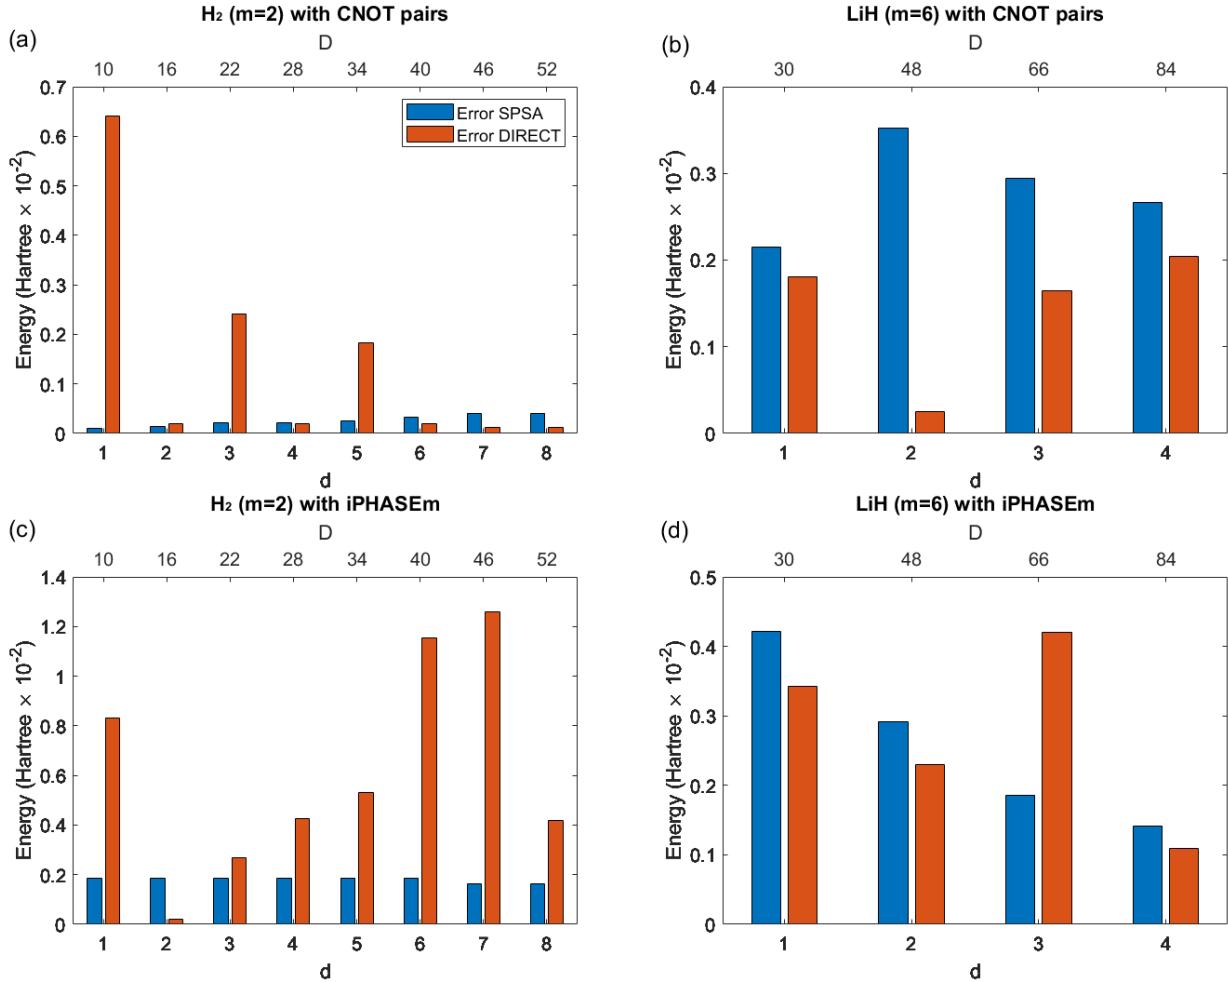 (a)
H₂ (m=2) with CNOT pairs
D
10 16 22 28 34 40 46 52
Energy (Hartree × 10⁻²)
0.7
0.6
0.5
0.4
0.3
0.2
0.1
0
Error SPSA
Error DIRECT
1 2 3 4 5 6 7 8
d
(b)
LiH (m=6) with CNOT pairs
D
30 48 66 84
Energy (Hartree × 10⁻²)
0.4
0.3
0.2
0.1
0
1 2 3 4
d
(c)
H₂ (m=2) with iPHASEm
D
10 16 22 28 34 40 46 52
Energy (Hartree × 10⁻²)
1.4
1.2
1
0.8
0.6
0.4
0.2
0
1 2 3 4 5 6 7 8
d
(d)
LiH (m=6) with iPHASEm
D
30 48 66 84
Energy (Hartree × 10⁻²)
0.5
0.4
0.3
0.2
0.1
0
1 2 3 4
d